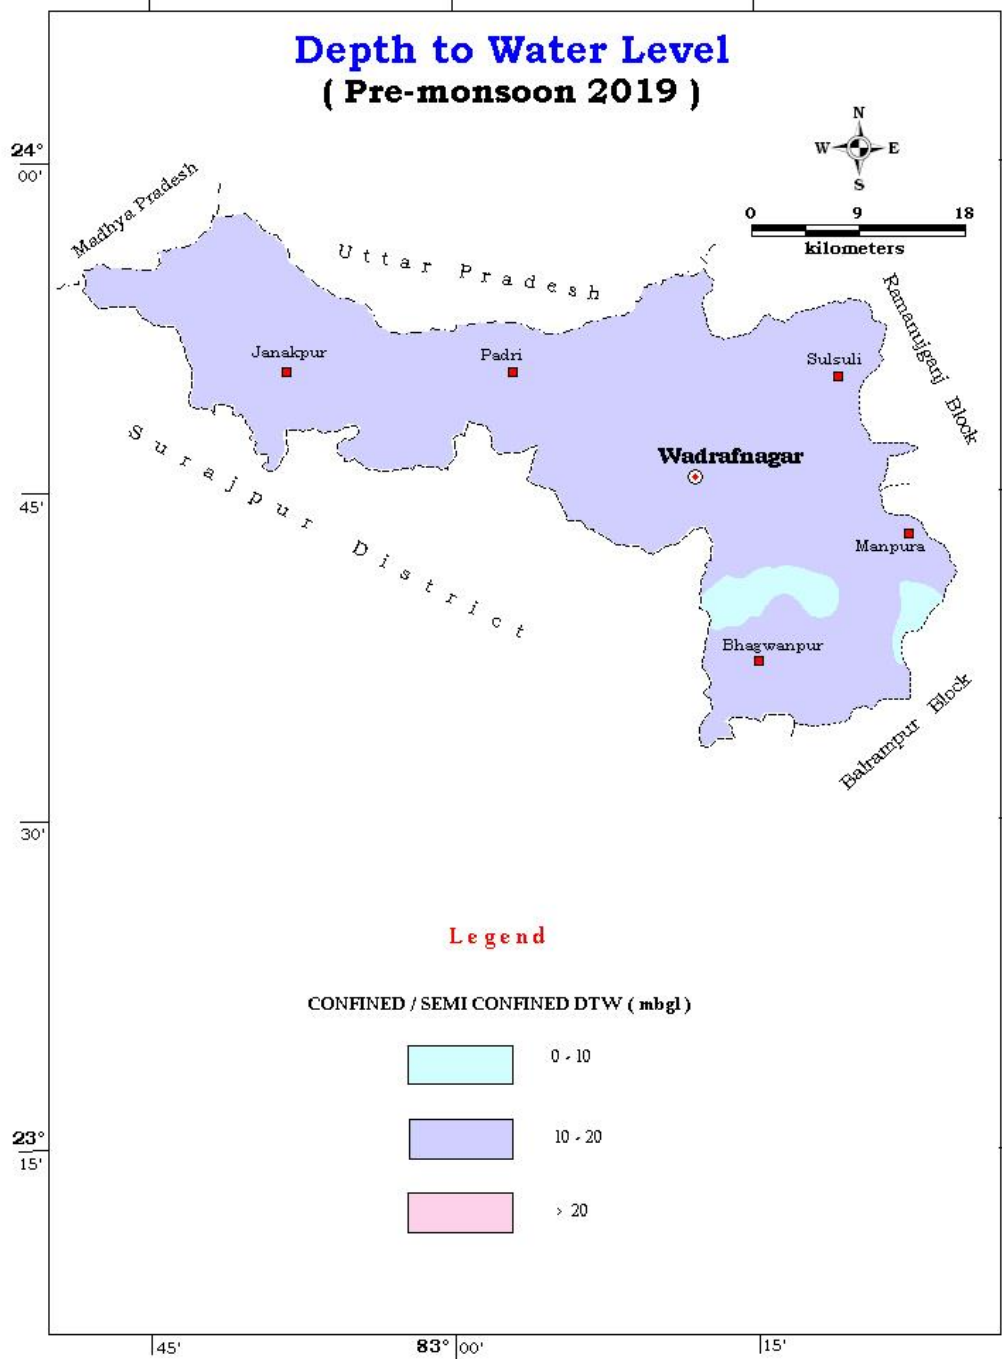 Depth to Water Level
( Pre-monsoon 2019 )
N
W E
S
24°
00'
0 9 18
kilometers
Madhya Pradesh
Uttar Pradesh
Ramanujganj Block
Janakpur
Padri
Sulsuli
Surajpur District
Wadrafnagar
45'
Manpura
Bhagwanpur
Balrampur Block
30'
Legend
CONFINED / SEMI CONFINED DTW ( mbgl )
0 - 10
23°
15'
10 - 20
> 20
45' 83° 00' 15'